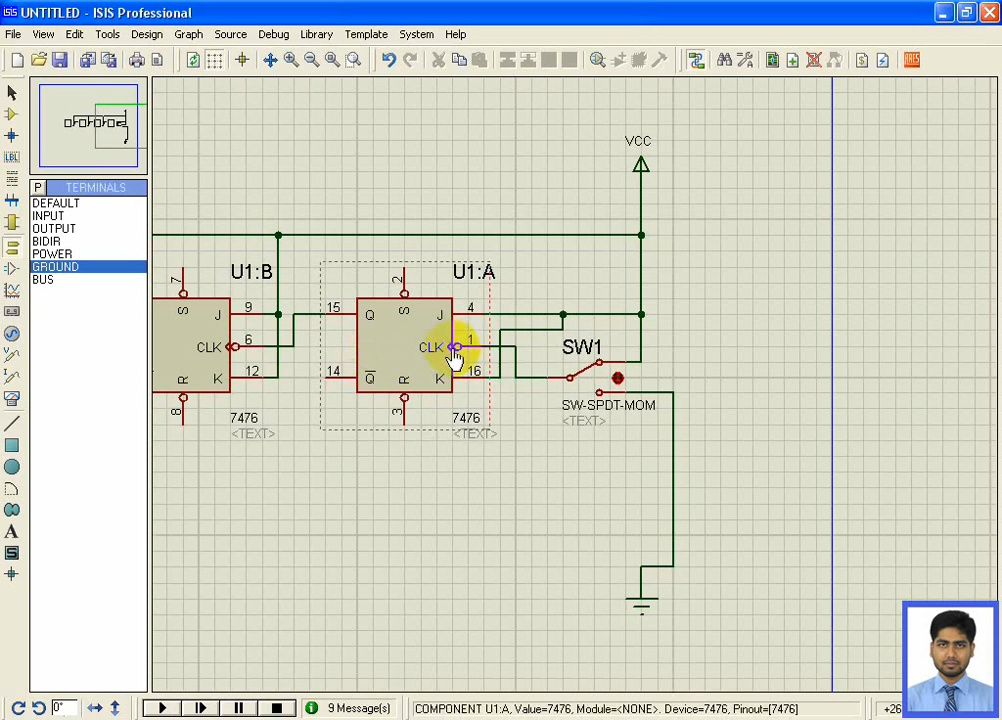 ISIS UNTITLED - ISIS Professional
File View Edit Tools Design Graph Source Debug Library Template System Help
LBL
ARES
P TERMINALS
DEFAULT
INPUT
OUTPUT
BIDIR
POWER
GROUND
BUS
A
S
VCC
U1:B
U1:A
7
2
S
J
9
15
Q
S
J
4
CLK
6
CLK
1
SW1
R
K
12
14
Q
R
K
16
8
3
7476
<TEXT>
7476
<TEXT>
SW-SPDT-MOM
<TEXT>
0°
9 Message(s)
COMPONENT U1:A, Value=7476, Module=<NONE>. Device=7476, Pinout=[7476]